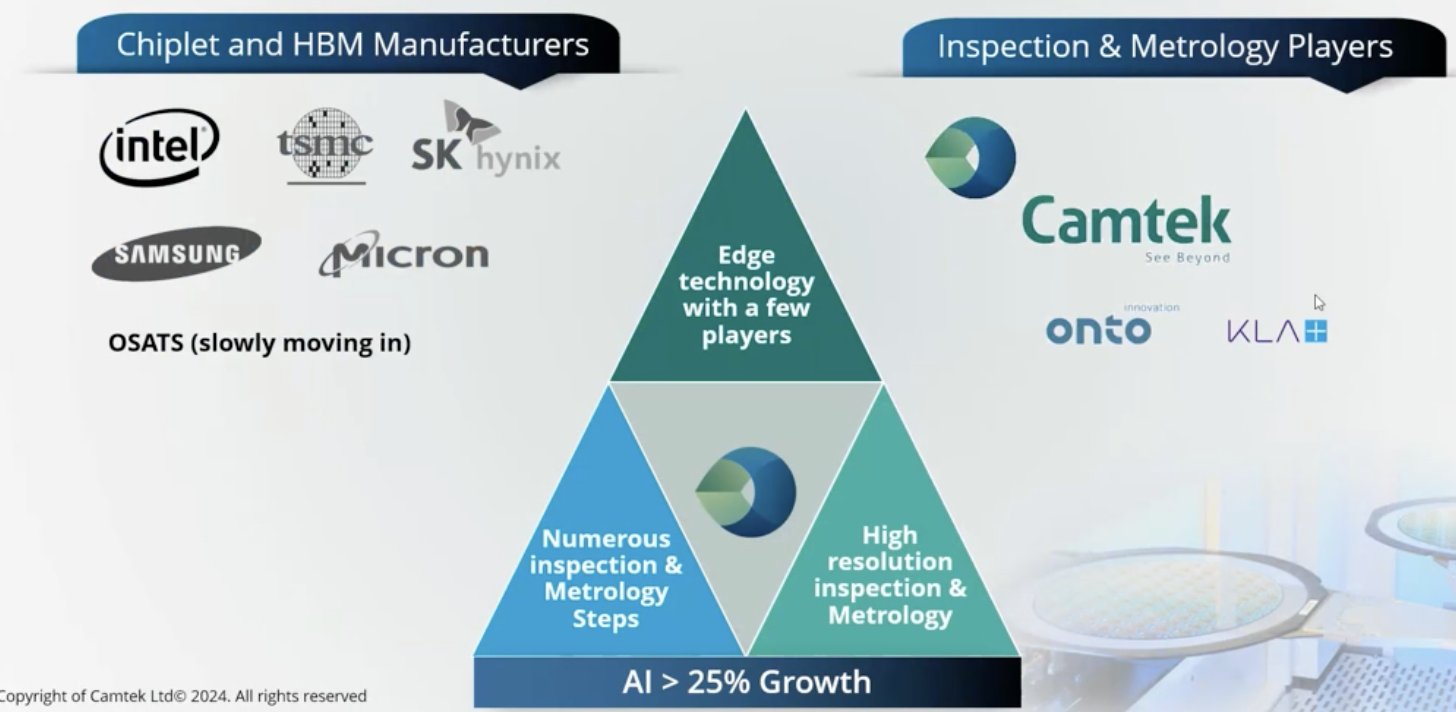 Chiplet and HBM Manufacturers
Inspection & Metrology Players
intel
tsmc
SK hynix
SAMSUNG
Micron
OSATS (slowly moving in)
Camtek
See Beyond
onto
innovation
KLA
Edge
technology
with a few
players
Numerous
inspection &
Metrology
Steps
High
resolution
inspection &
Metrology
AI > 25% Growth
Copyright of Camtek Ltd© 2024. All rights reserved